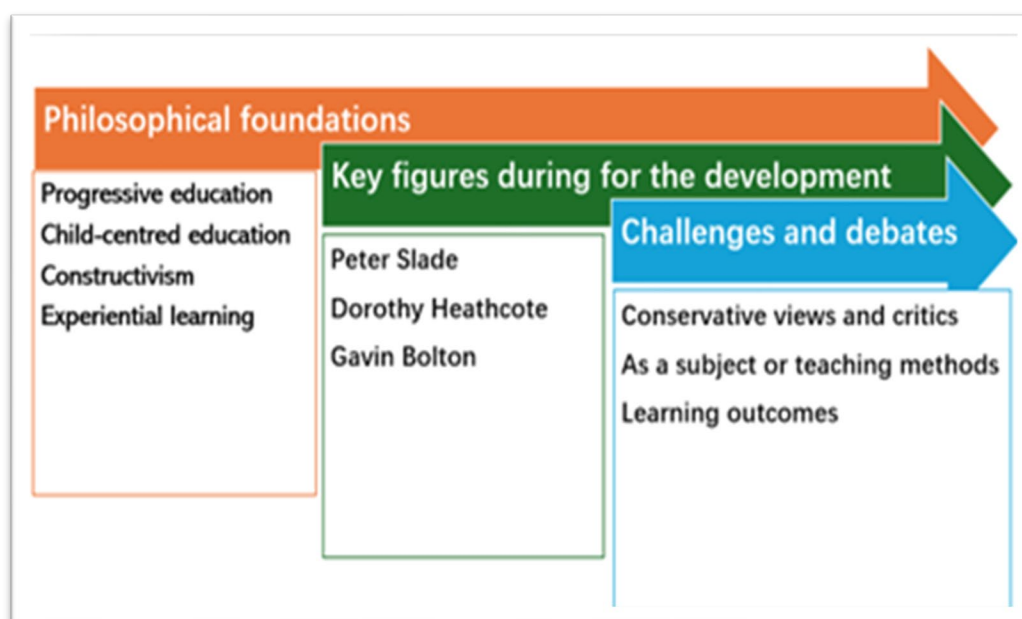 Philosophical foundations
Progressive education
Child-centred education
Constructivism
Experiential learning
Key figures during for the development
Peter Slade
Dorothy Heathcote
Gavin Bolton
Challenges and debates
Conservative views and critics
As a subject or teaching methods
Learning outcomes